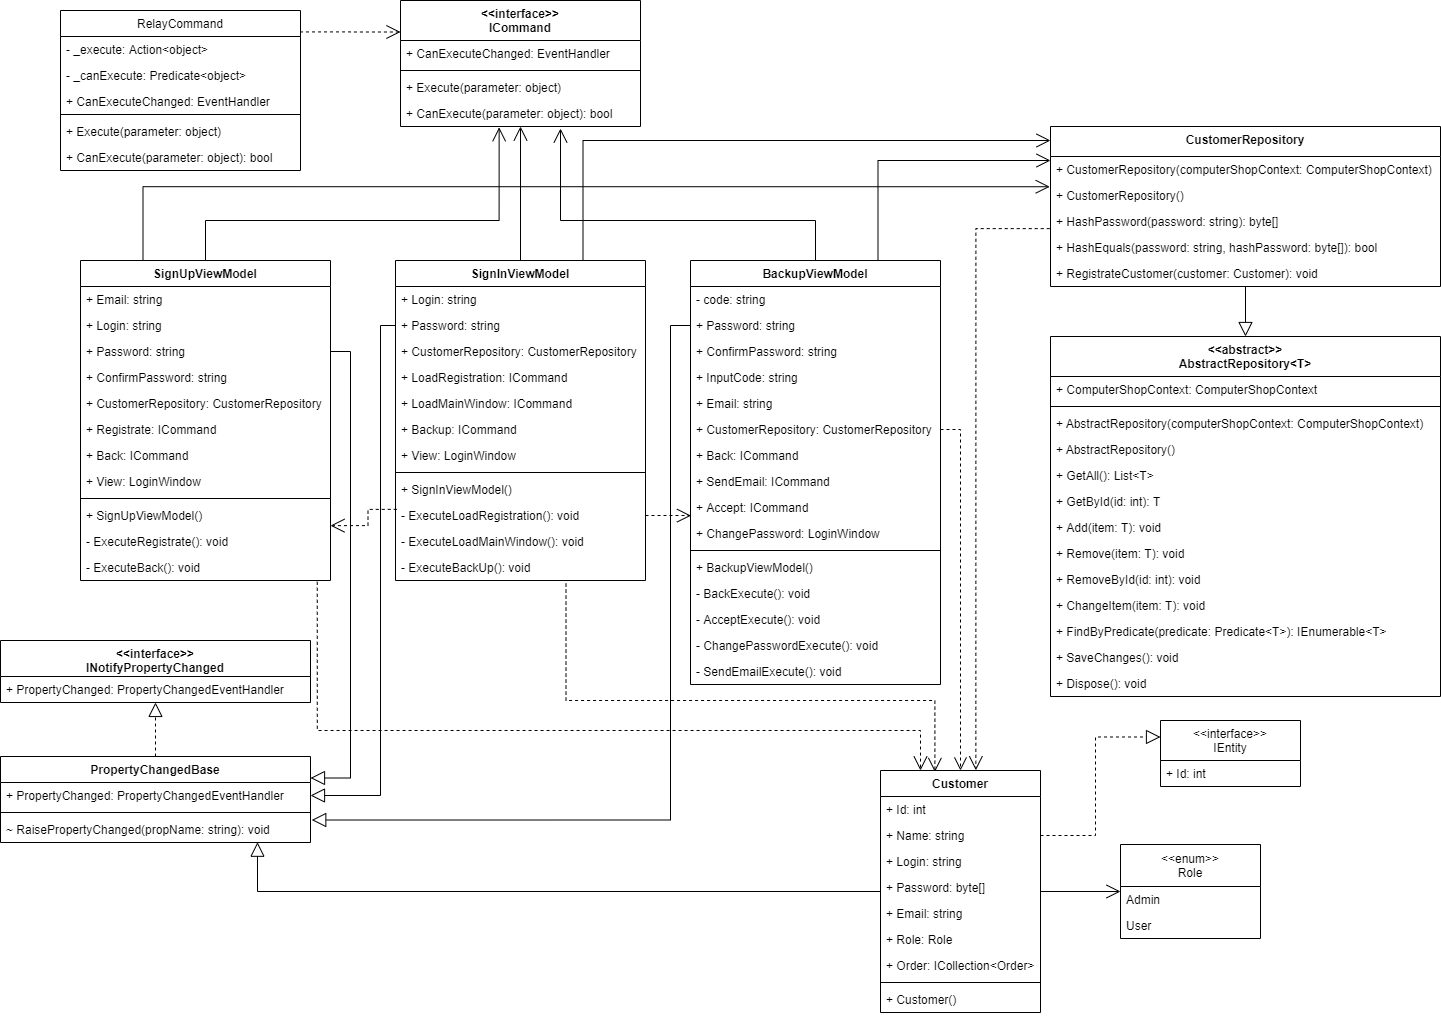 RelayCommand
- _execute: Action<object>
- _canExecute: Predicate<object>
+ CanExecuteChanged: EventHandler
+ Execute(parameter: object)
+ CanExecute(parameter: object): bool
<<interface>>
ICommand
+ CanExecuteChanged: EventHandler
+ Execute(parameter: object)
+ CanExecute(parameter: object): bool
CustomerRepository
+ CustomerRepository(computerShopContext: ComputerShopContext)
+ CustomerRepository()
+ HashPassword(password: string): byte[]
+ HashEquals(password: string, hashPassword: byte[]): bool
+ RegistrateCustomer(customer: Customer): void
SignUpViewModel
+ Email: string
+ Login: string
+ Password: string
+ ConfirmPassword: string
+ CustomerRepository: CustomerRepository
+ Registrate: ICommand
+ Back: ICommand
+ View: LoginWindow
+ SignUpViewModel()
- ExecuteRegistrate(): void
- ExecuteBack(): void
SignInViewModel
+ Login: string
+ Password: string
+ CustomerRepository: CustomerRepository
+ LoadRegistration: ICommand
+ LoadMainWindow: ICommand
+ Backup: ICommand
+ View: LoginWindow
+ SignInViewModel()
- ExecuteLoadRegistration(): void
- ExecuteLoadMainWindow(): void
- ExecuteBackUp(): void
BackupViewModel
- code: string
+ Password: string
+ ConfirmPassword: string
+ InputCode: string
+ Email: string
+ CustomerRepository: CustomerRepository
+ Back: ICommand
+ SendEmail: ICommand
+ Accept: ICommand
+ ChangePassword: LoginWindow
+ BackupViewModel()
- BackExecute(): void
- AcceptExecute(): void
- ChangePasswordExecute(): void
- SendEmailExecute(): void
<<abstract>>
AbstractRepository<T>
+ ComputerShopContext: ComputerShopContext
+ AbstractRepository(computerShopContext: ComputerShopContext)
+ AbstractRepository()
+ GetAll(): List<T>
+ GetById(id: int): T
+ Add(item: T): void
+ Remove(item: T): void
+ RemoveById(id: int): void
+ ChangeItem(item: T): void
+ FindByPredicate(predicate: Predicate<T>): IEnumerable<T>
+ SaveChanges(): void
+ Dispose(): void
<<interface>>
INotifyPropertyChanged
+ PropertyChanged: PropertyChangedEventHandler
PropertyChangedBase
+ PropertyChanged: PropertyChangedEventHandler
~ RaisePropertyChanged(propName: string): void
<<interface>>
IEntity
+ Id: int
Customer
+ Id: int
+ Name: string
+ Login: string
+ Password: byte[]
+ Email: string
+ Role: Role
+ Order: ICollection<Order>
+ Customer()
<<enum>>
Role
Admin
User